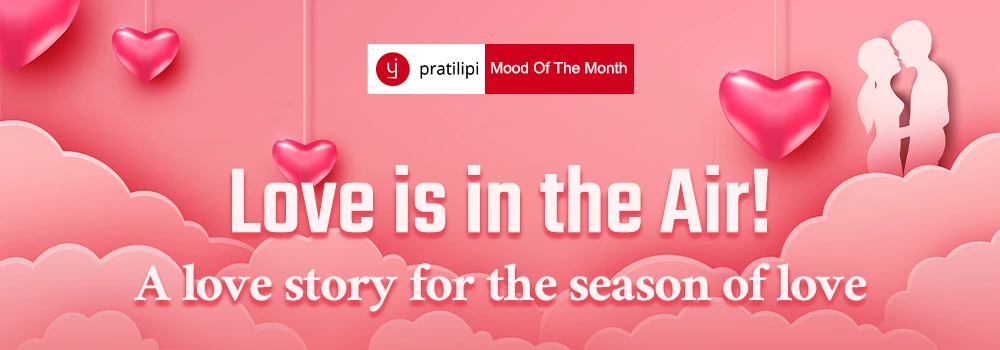 pratilipi Mood Of The Month
Love is in the Air!
A love story for the season of love